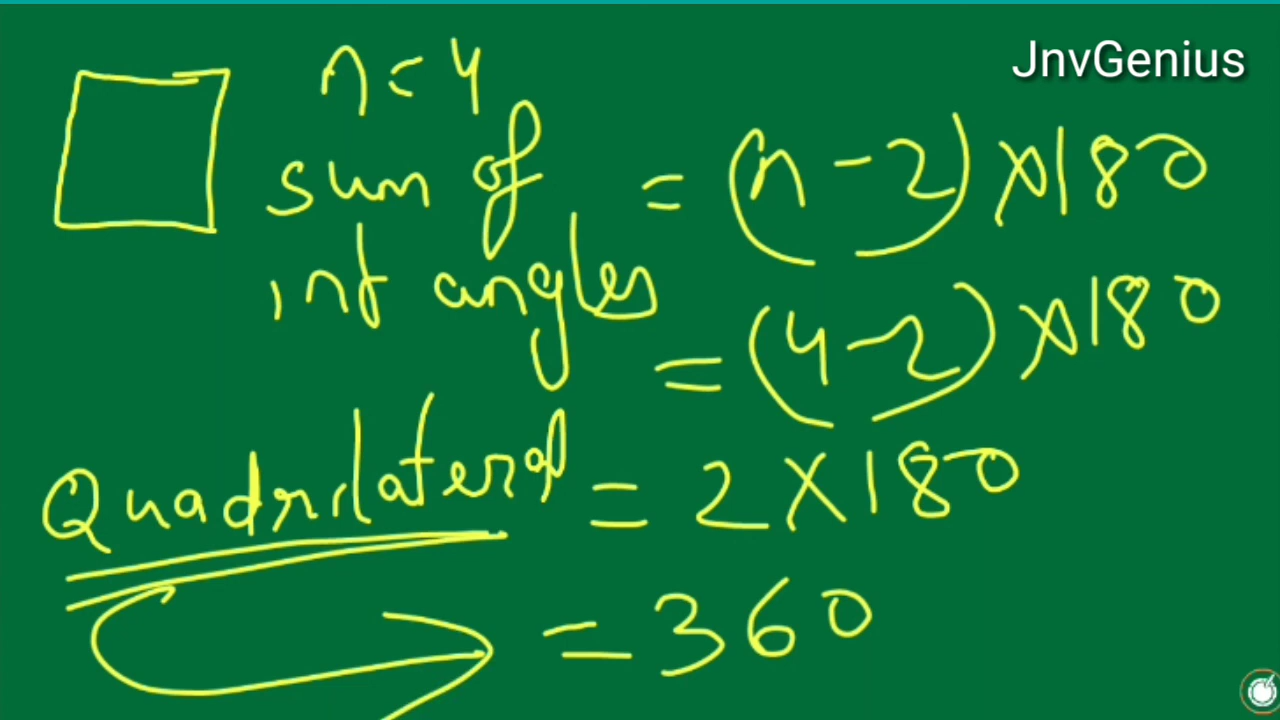 JnvGenius
n = 4
sum of
int angles
= (n - 2) × 180
= (4 - 2) × 180
Quadrilateral = 2 × 180
= 360